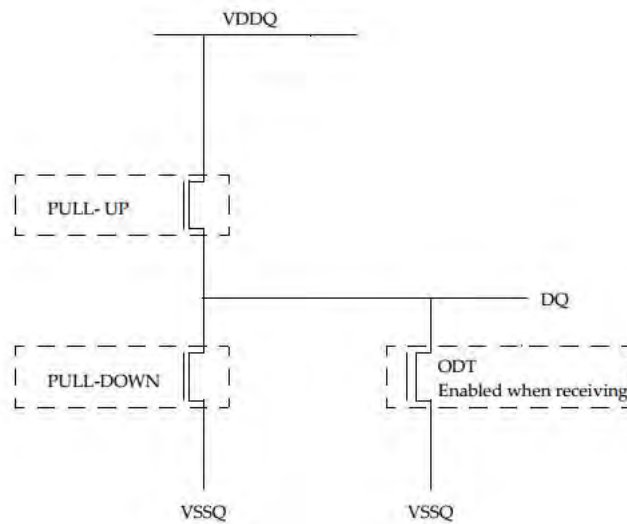 VDDQ
PULL- UP
DQ
PULL-DOWN
ODT
Enabled when receiving
VSSQ
VSSQ